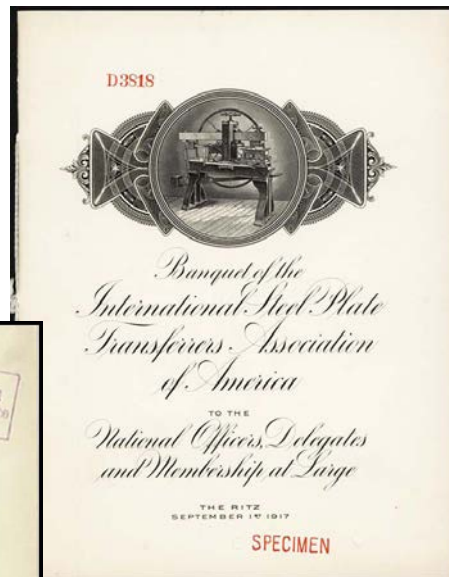 D3818
Banquet of the
International Steel Plate
Transferrers Association
of America
TO THE
National Officers, Delegates
and Membership at Large
THE RITZ
SEPTEMBER 1ST 1917
SPECIMEN